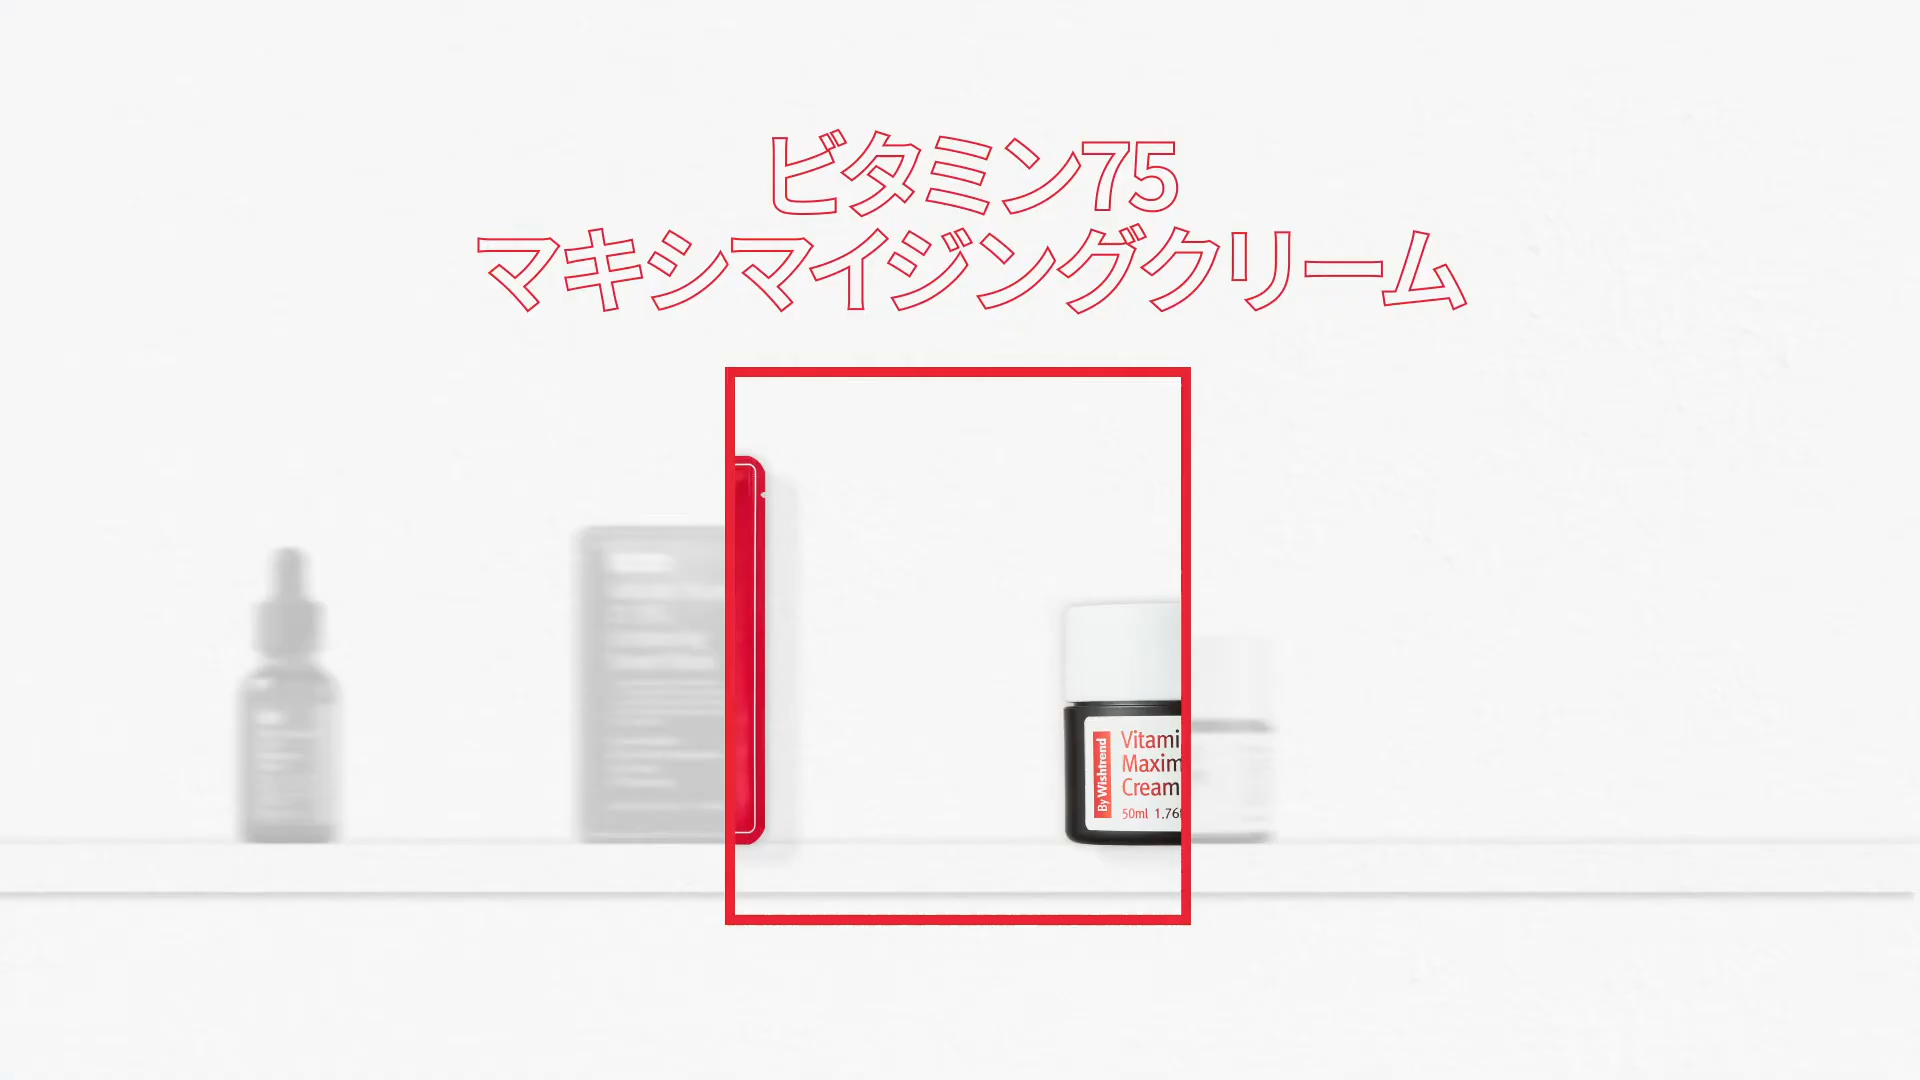 ビタミン75
マキシマイジングクリーム
By Wishtrend
Vitami
Maxim
Cream
50ml 1.76